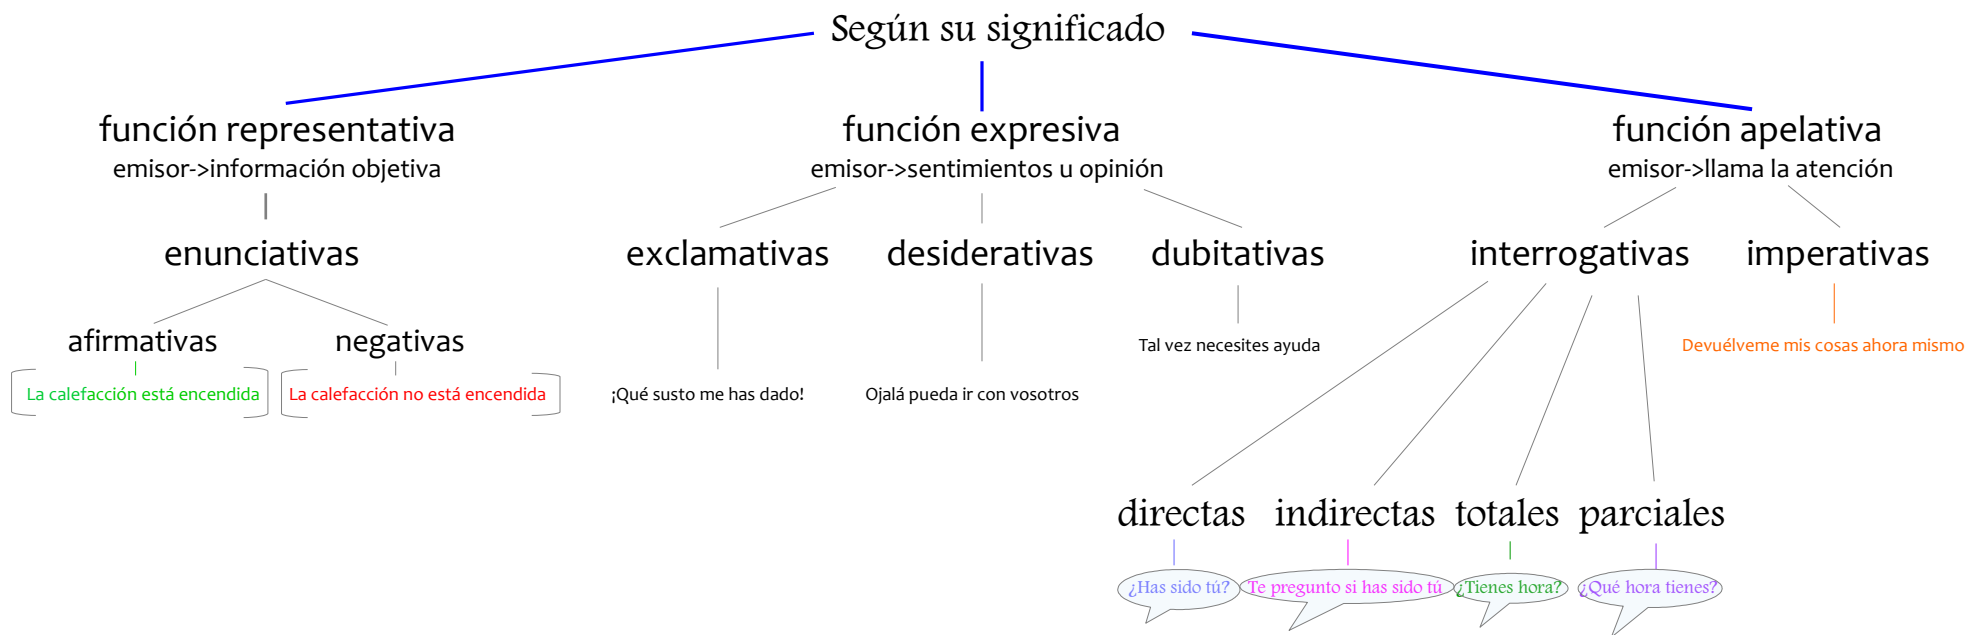 Según su significado
función representativa
emisor->información objetiva
función expresiva
emisor->sentimientos u opinión
función apelativa
emisor->llama la atención
enunciativas
exclamativas
desiderativas
dubitativas
interrogativas
imperativas
afirmativas
negativas
Tal vez necesites ayuda
Devuélveme mis cosas ahora mismo
La calefacción está encendida
La calefacción no está encendida
¡Qué susto me has dado!
Ojalá pueda ir con vosotros
directas
indirectas
totales
parciales
¿Has sido tú?
Te pregunto si has sido tú
¿Tienes hora?
¿Qué hora tienes?